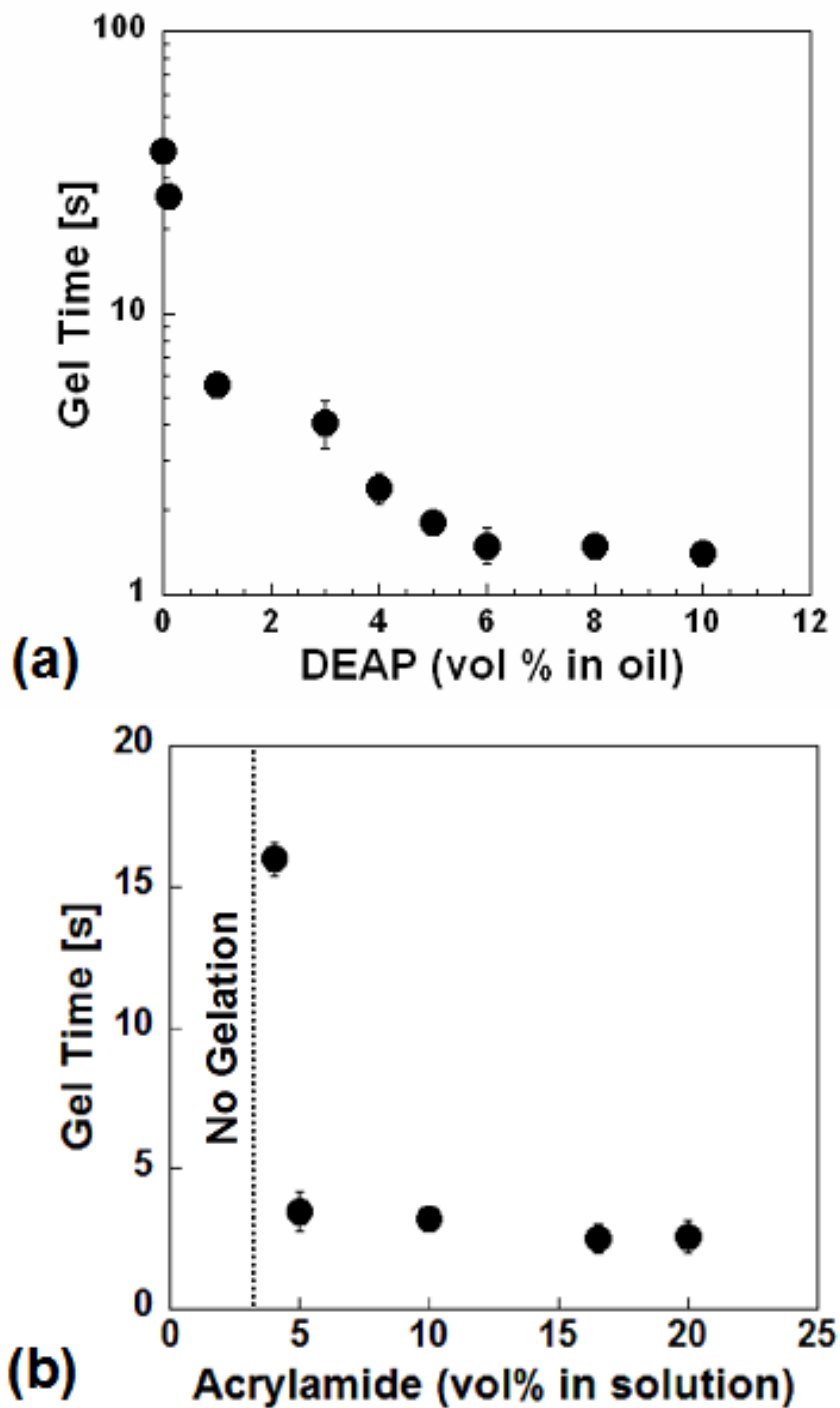 100
10
1
Gel Time [s]
0 2 4 6 8 10 12
DEAP (vol % in oil)
(a)
20
15
10
5
0
Gel Time [s]
No Gelation
0 5 10 15 20 25
Acrylamide (vol% in solution)
(b)